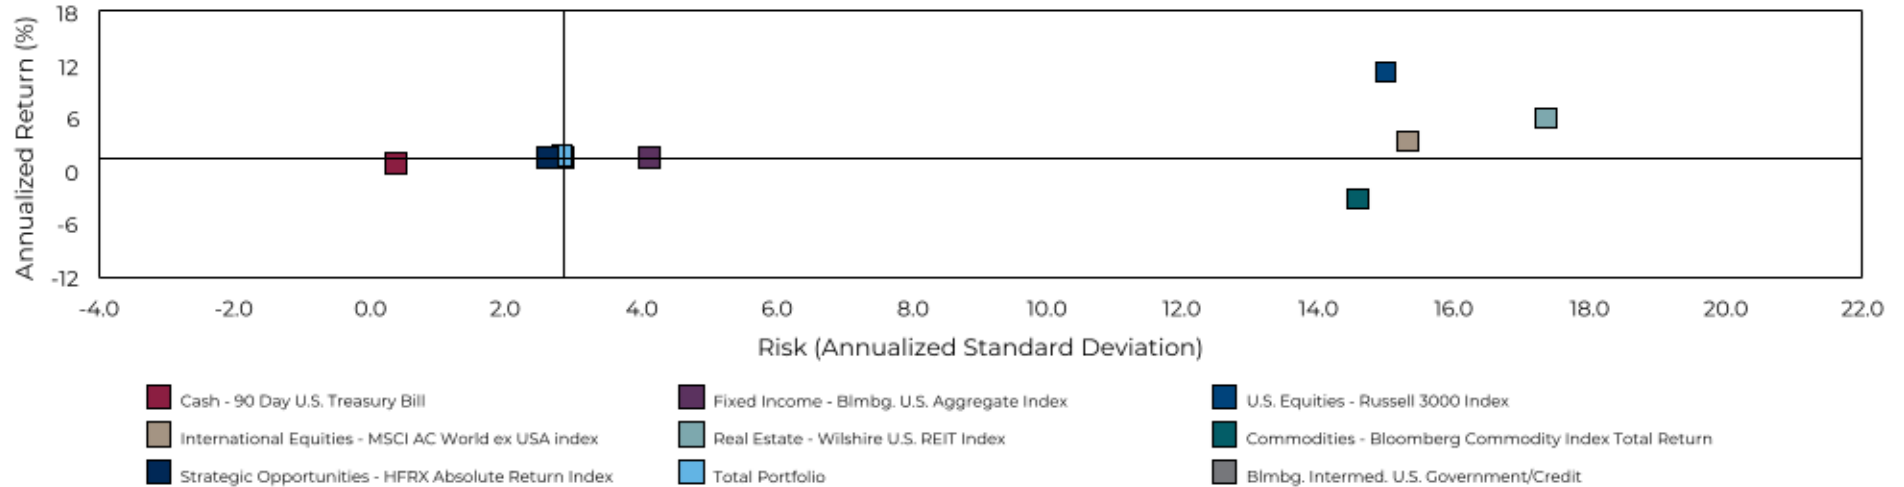 Annualized Return (%)
18
12
6
0
-6
-12
-4.0 -2.0 0.0 2.0 4.0 6.0 8.0 10.0 12.0 14.0 16.0 18.0 20.0 22.0
Risk (Annualized Standard Deviation)
Cash - 90 Day U.S. Treasury Bill Fixed Income - Blmbg. U.S. Aggregate Index U.S. Equities - Russell 3000 Index
International Equities - MSCI AC World ex USA index Real Estate - Wilshire U.S. REIT Index Commodities - Bloomberg Commodity Index Total Return
Strategic Opportunities - HFRX Absolute Return Index Total Portfolio Blmbg. Intermed. U.S. Government/Credit